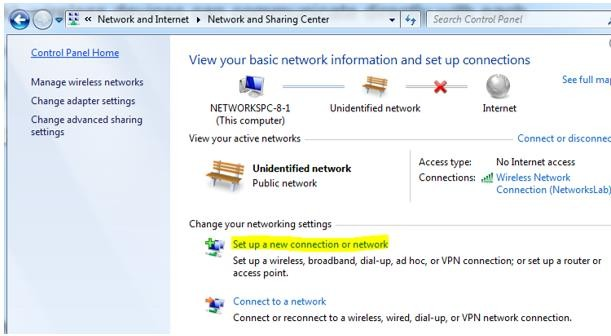 « Network and Internet ▸ Network and Sharing Center
Search Control Panel
Control Panel Home
Manage wireless networks
Change adapter settings
Change advanced sharing
settings
View your basic network information and set up connections
See full ma
NETWORKSPC-8-1
(This computer)
Unidentified network
Internet
View your active networks
Connect or disconnec
Unidentified network
Public network
Access type: No Internet access
Connections: Wireless Network
Connection (NetworksLab)
Change your networking settings
Set up a new connection or network
Set up a wireless, broadband, dial-up, ad hoc, or VPN connection; or set up a router or
access point.
Connect to a network
Connect or reconnect to a wireless, wired, dial-up, or VPN network connection.